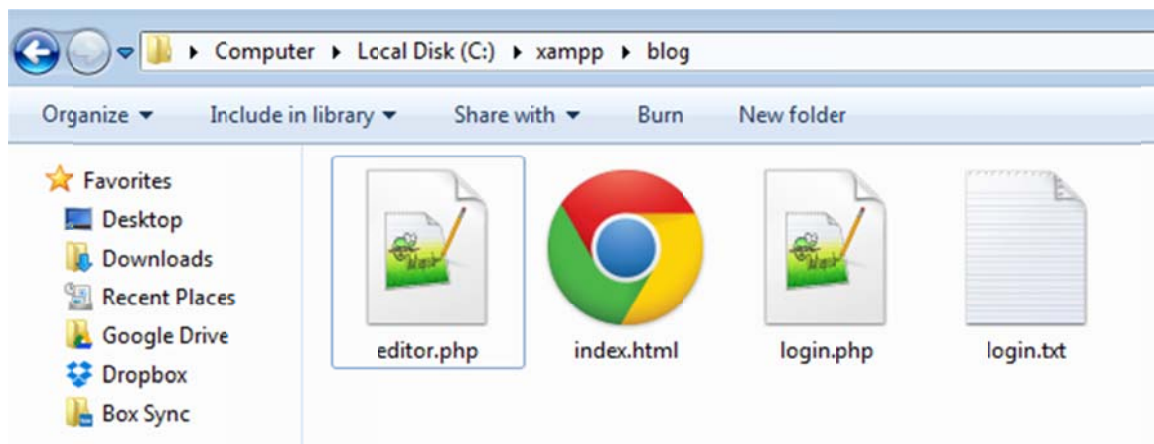 Computer Local Disk (C:) xampp blog
Organize Include in library Share with Burn New folder
Favorites
Desktop
Downloads
Recent Places
Google Drive
Dropbox
Box Sync
editor.php index.html login.php login.txt